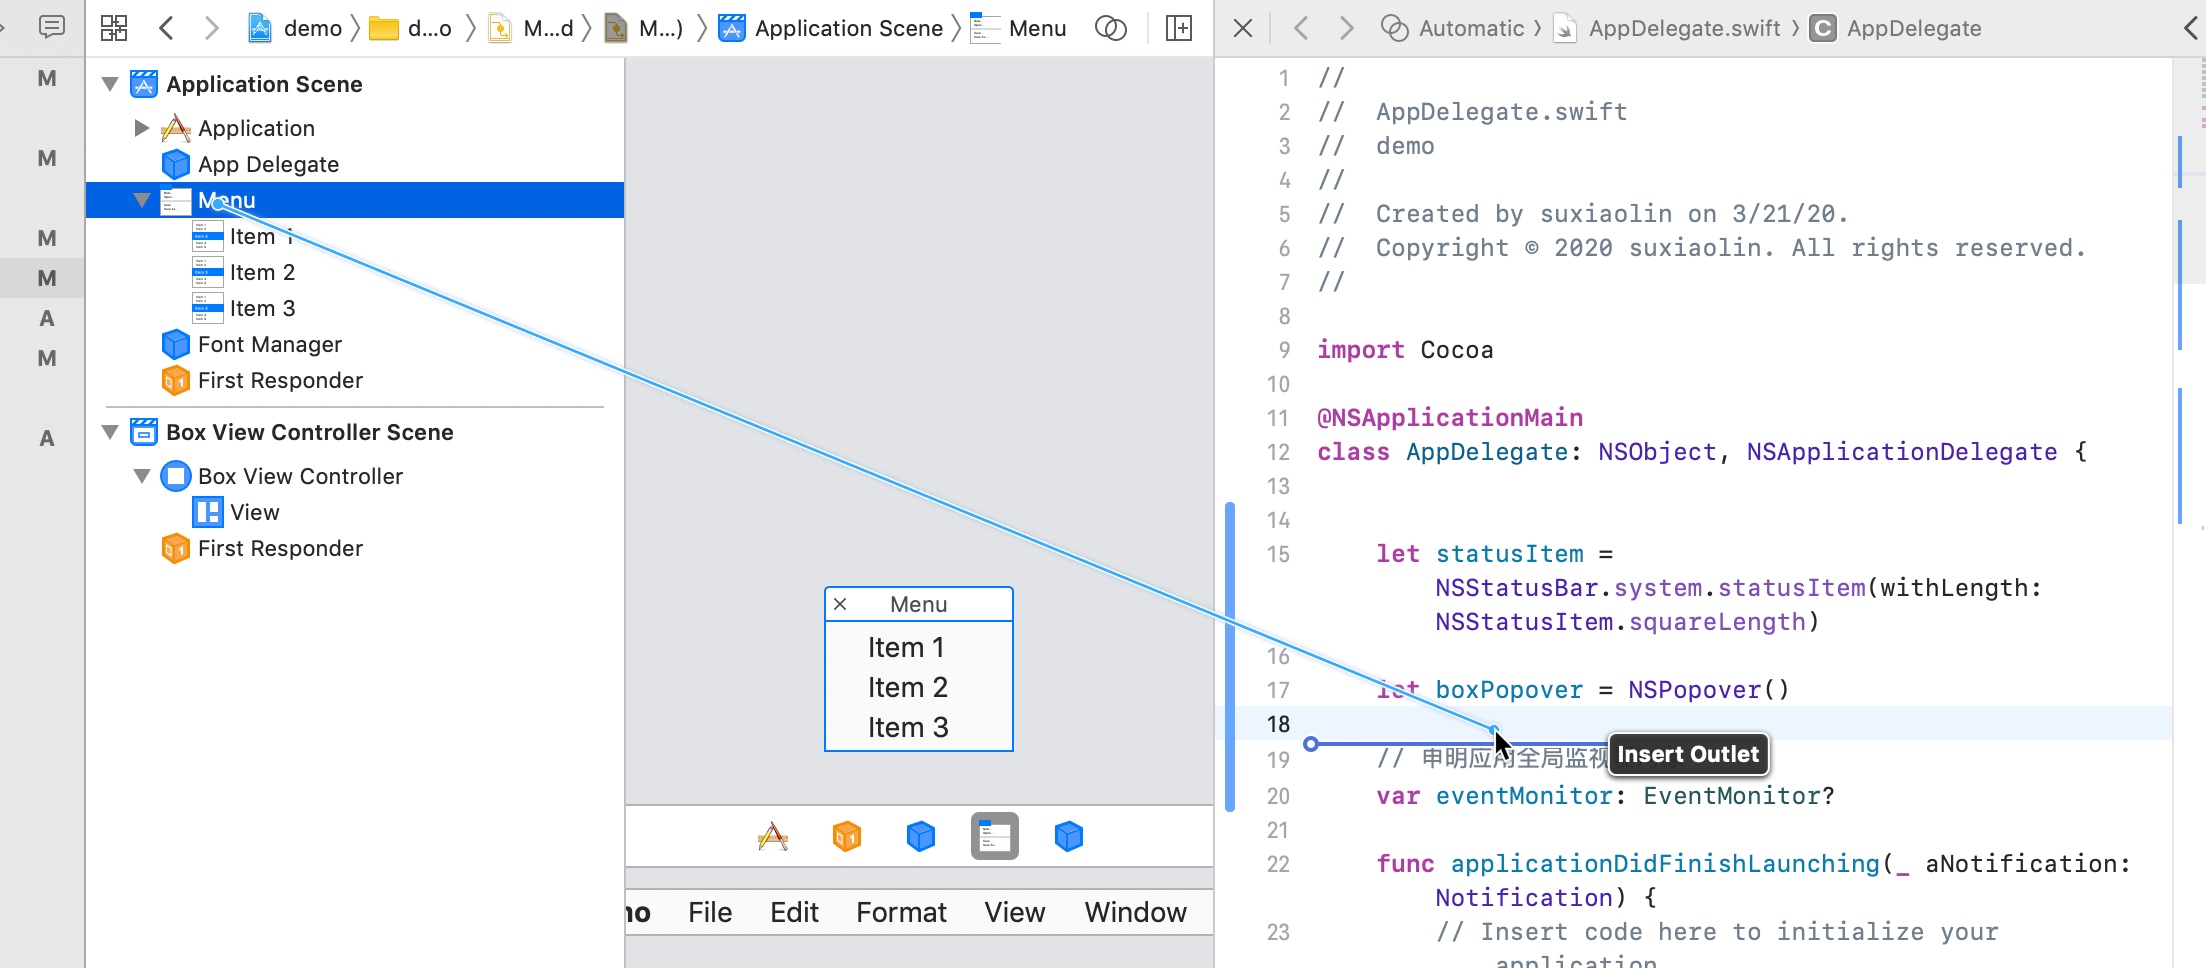 demo
d...o
M...d
M...)
Application Scene
Menu
Automatic
AppDelegate.swift
C
AppDelegate
M
M
M
M
A
M
A
Application Scene
Application
App Delegate
Menu
Item 1
Item 2
Item 3
Font Manager
First Responder
Box View Controller Scene
Box View Controller
View
First Responder
Menu
Item 1
Item 2
Item 3
no File Edit Format View Window
1 //
2 // AppDelegate.swift
3 // demo
4 //
5 // Created by suxiaolin on 3/21/20.
6 // Copyright © 2020 suxiaolin. All rights reserved.
7 //
8
9 import Cocoa
10
11 @NSApplicationMain
12 class AppDelegate: NSObject, NSApplicationDelegate {
13
14
15 let statusItem =
NSStatusBar.system.statusItem(withLength:
NSStatusItem.squareLength)
16
17 let boxPopover = NSPopover()
18
19 // 申明应用全局监视
Insert Outlet
20 var eventMonitor: EventMonitor?
21
22 func applicationDidFinishLaunching(_ aNotification:
Notification) {
23 // Insert code here to initialize your
application